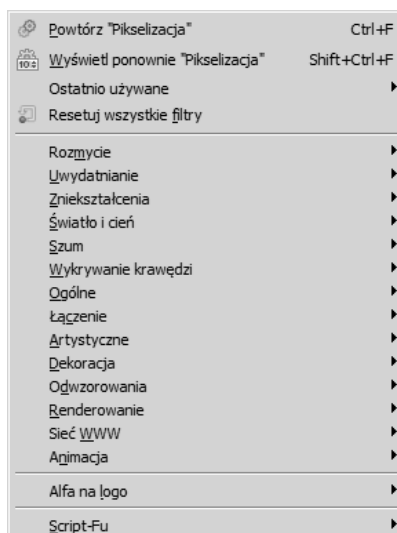 Powtórz "Pikselizacja" Ctrl+F
Wyświetl ponownie "Pikselizacja" Shift+Ctrl+F
Ostatnio używane
Resetuj wszystkie filtry
Rozmycie
Uwydatnianie
Zniekształcenia
Światło i cień
Szum
Wykrywanie krawędzi
Ogólne
Łączenie
Artystyczne
Dekoracja
Odwzorowania
Renderowanie
Sieć WWW
Animacja
Alfa na logo
Script-Fu